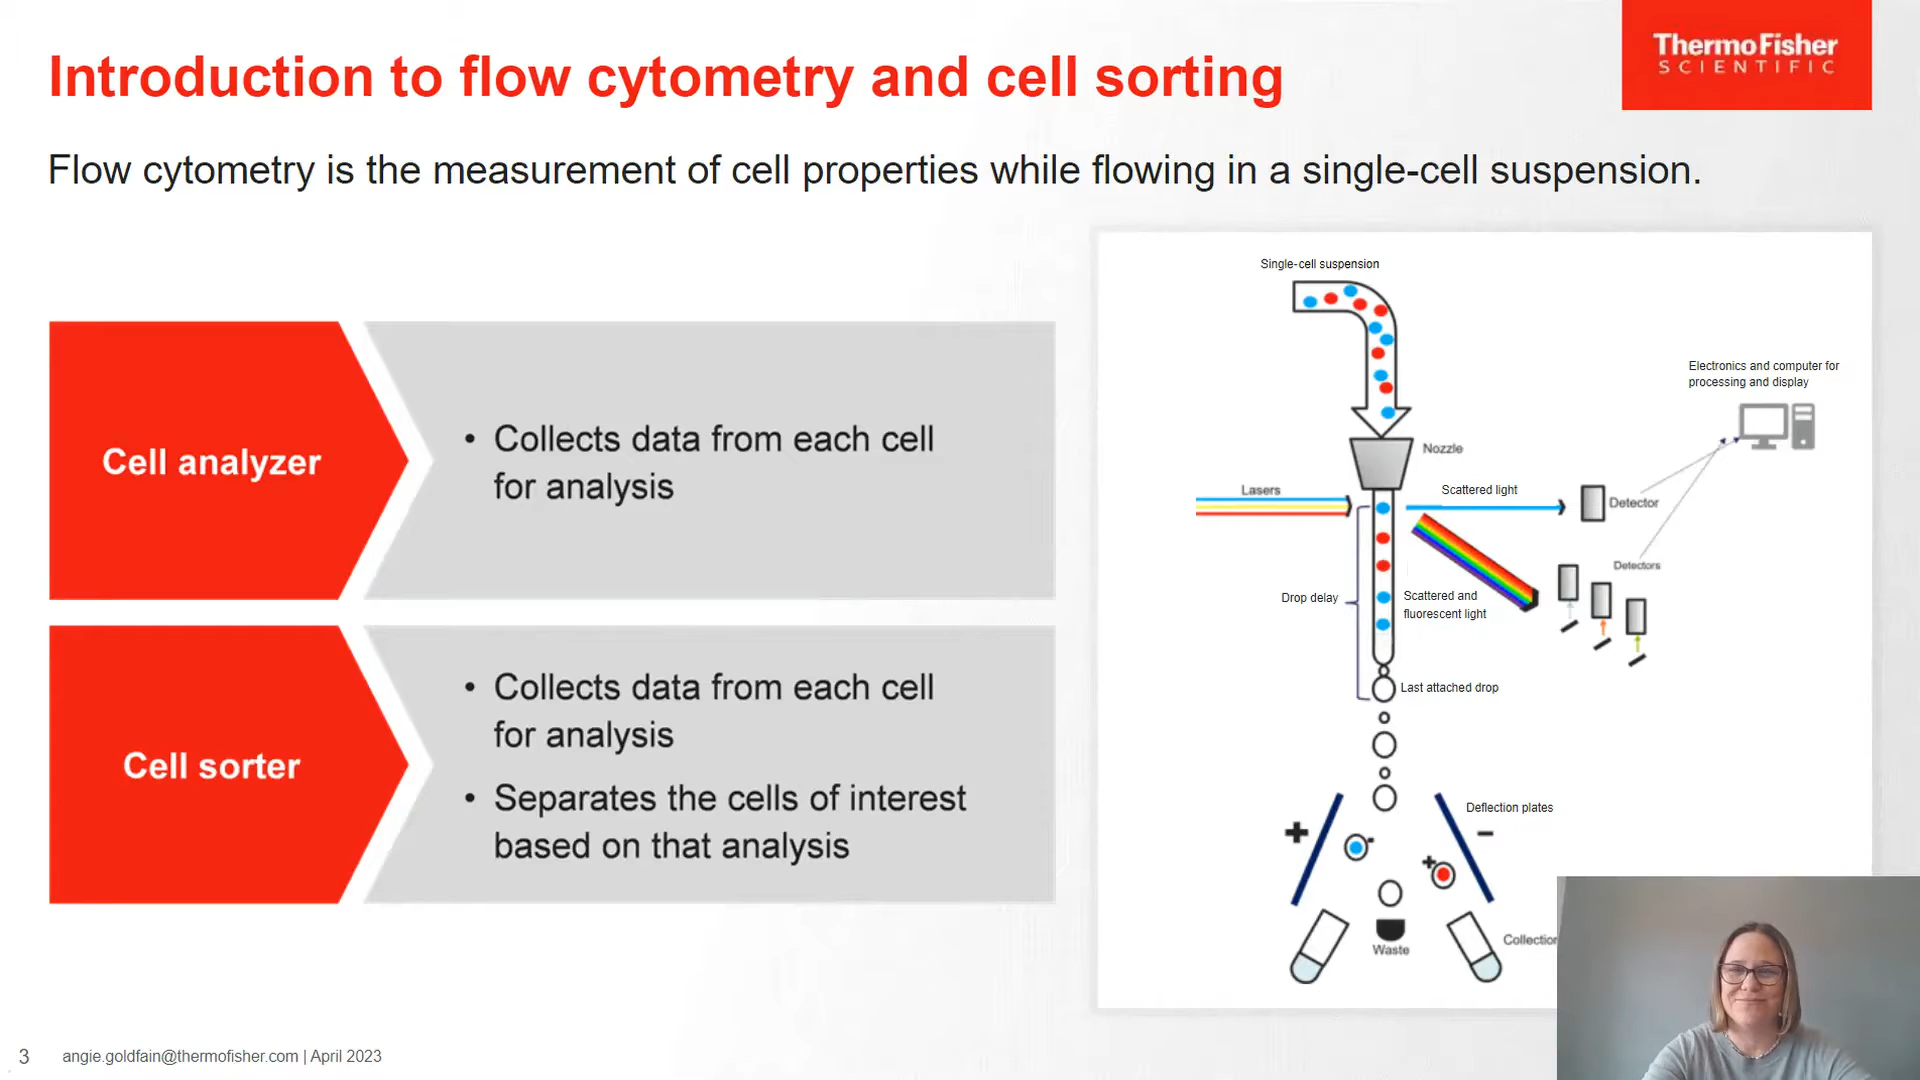 Introduction to flow cytometry and cell sorting
ThermoFisher
SCIENTIFIC
Flow cytometry is the measurement of cell properties while flowing in a single-cell suspension.
Cell analyzer
• Collects data from each cell
for analysis
Cell sorter
• Collects data from each cell
for analysis
• Separates the cells of interest
based on that analysis
Single-cell suspension
Electronics and computer for
processing and display
Nozzle
Lasers
Scattered light
Detector
Detectors
Drop delay
Scattered and
fluorescent light
Last attached drop
Deflection plates
+
−
-
+
Waste
Collection
3
angie.goldfain@thermofisher.com | April 2023